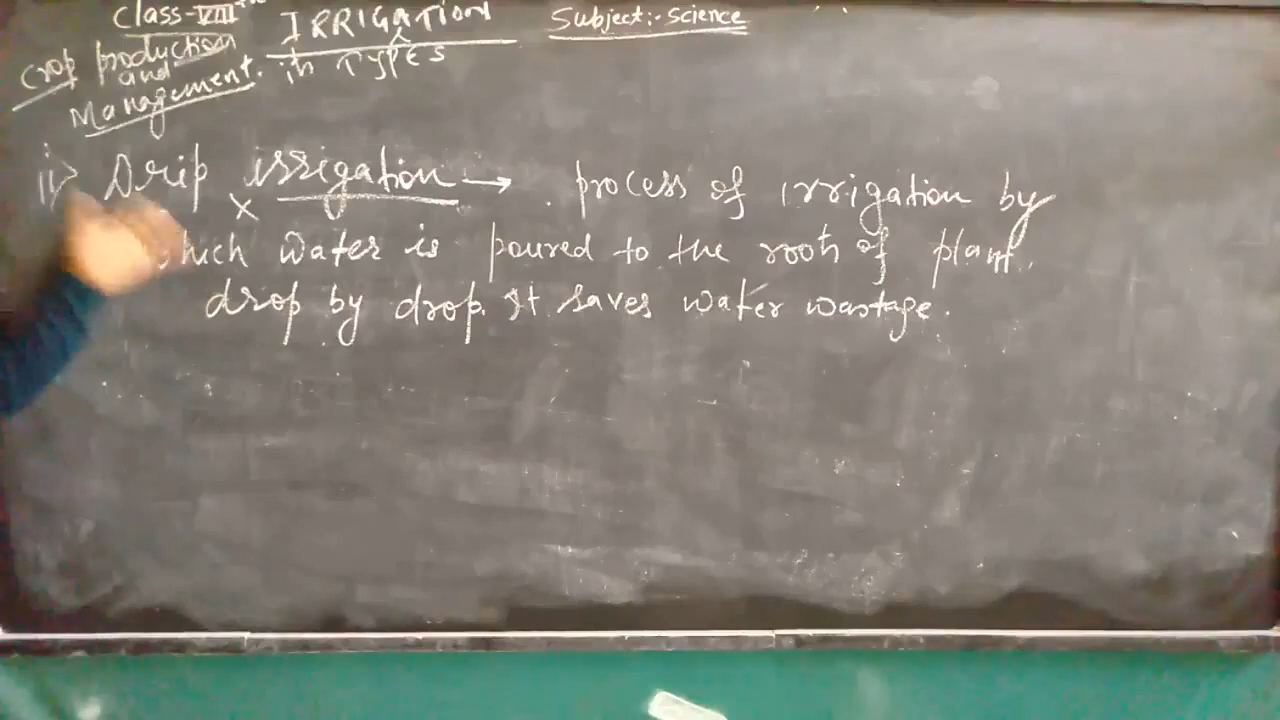 Class-VIII
Crop production
and
Management.
IRRIGATION
in TYPES
Subject:- Science
ii> Drip irrigation → process of irrigation by
which water is poured to the roots of plant
drop by drop. It saves water wastage.